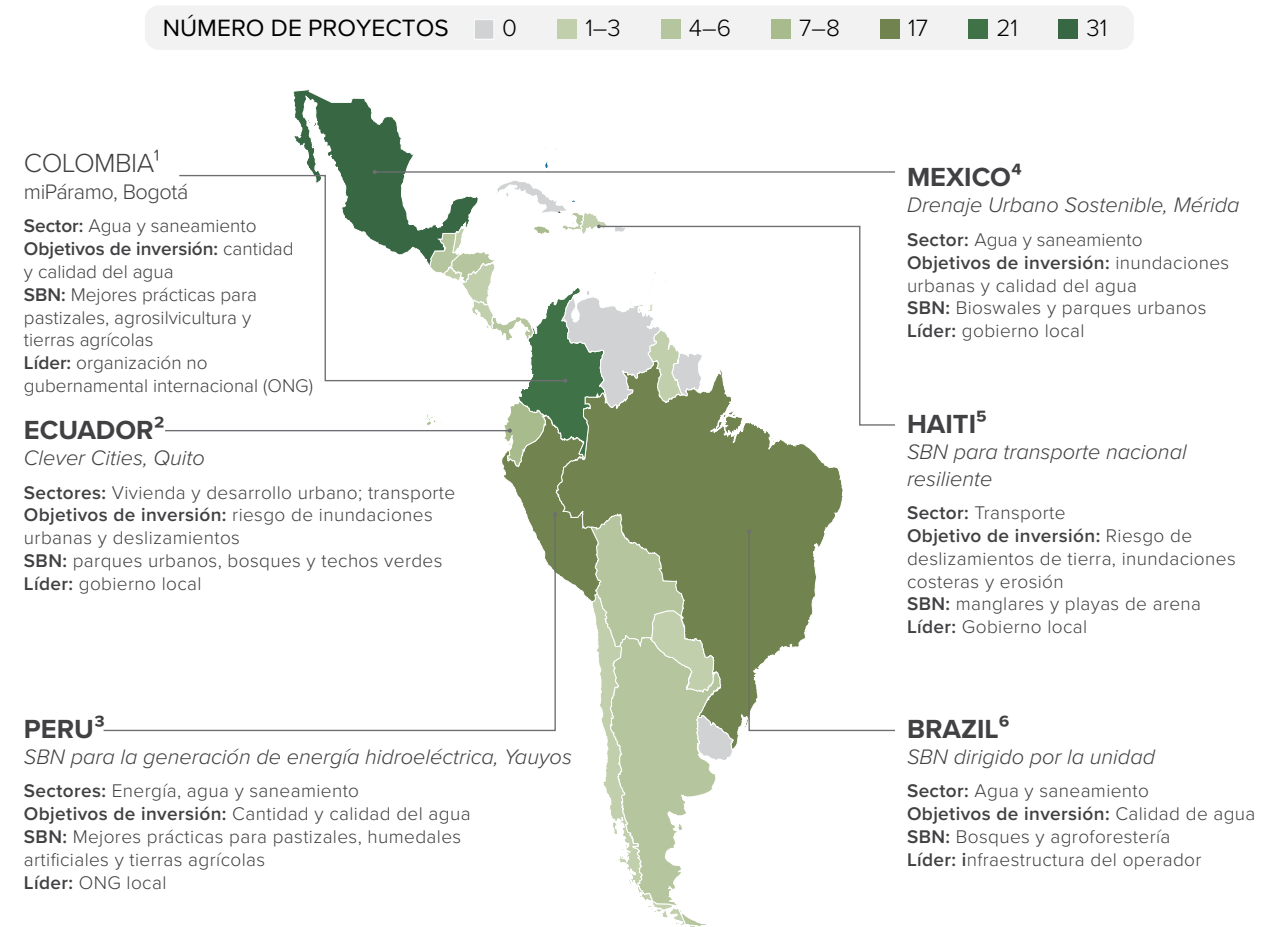 NÚMERO DE PROYECTOS 0 1–3 4–6 7–8 17 21 31
COLOMBIA¹
miPáramo, Bogotá
Sector: Agua y saneamiento
Objetivos de inversión: cantidad
y calidad del agua
SBN: Mejores prácticas para
pastizales, agrosilvicultura y
tierras agrícolas
Líder: organización no
gubernamental internacional (ONG)
ECUADOR²
Clever Cities, Quito
Sectores: Vivienda y desarrollo urbano; transporte
Objetivos de inversión: riesgo de inundaciones
urbanas y deslizamientos
SBN: parques urbanos, bosques y techos verdes
Líder: gobierno local
PERU³
SBN para la generación de energía hidroeléctrica, Yauyos
Sectores: Energía, agua y saneamiento
Objetivos de inversión: Cantidad y calidad del agua
SBN: Mejores prácticas para pastizales, humedales
artificiales y tierras agrícolas
Líder: ONG local
MEXICO⁴
Drenaje Urbano Sostenible, Mérida
Sector: Agua y saneamiento
Objetivos de inversión: inundaciones
urbanas y calidad del agua
SBN: Bioswales y parques urbanos
Líder: gobierno local
HAITI⁵
SBN para transporte nacional
resiliente
Sector: Transporte
Objetivo de inversión: Riesgo de
deslizamientos de tierra, inundaciones
costeras y erosión
SBN: manglares y playas de arena
Líder: Gobierno local
BRAZIL⁶
SBN dirigido por la unidad
Sector: Agua y saneamiento
Objetivos de inversión: Calidad de agua
SBN: Bosques y agroforestería
Líder: infraestructura del operador